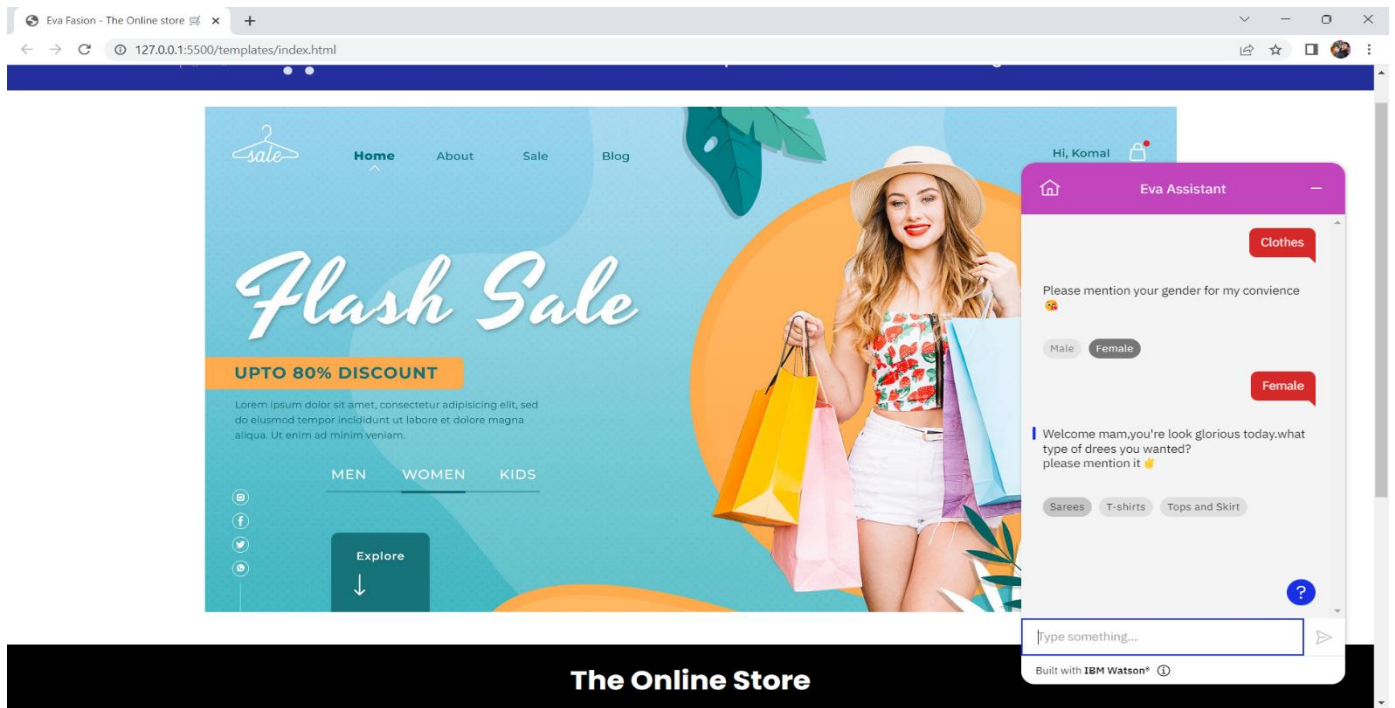 Eva Fasion - The Online store
127.0.0.1:5500/templates/index.html
sale
Home About Sale Blog
Hi, Komal
Flash Sale
UPTO 80% DISCOUNT
Lorem ipsum dolor sit amet, consectetur adipisicing elit, sed
do eiusmod tempor incididunt ut labore et dolore magna
aliqua. Ut enim ad minim veniam.
MEN WOMEN KIDS
Explore
Eva Assistant
Clothes
Please mention your gender for my convience
😘
Male Female
Female
Welcome mam,you're look glorious today.what
type of drees you wanted?
please mention it ✌
Sarees T-shirts Tops and Skirt
?
Type something...
Built with IBM Watson®
The Online Store